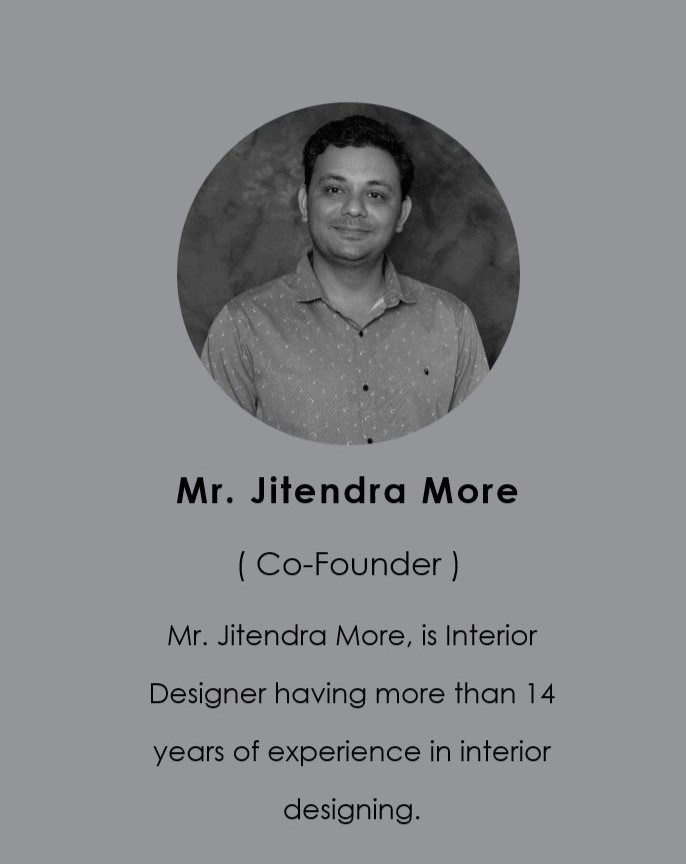 Mr. Jitendra More
( Co-Founder )
Mr. Jitendra More, is Interior
Designer having more than 14
years of experience in interior
designing.